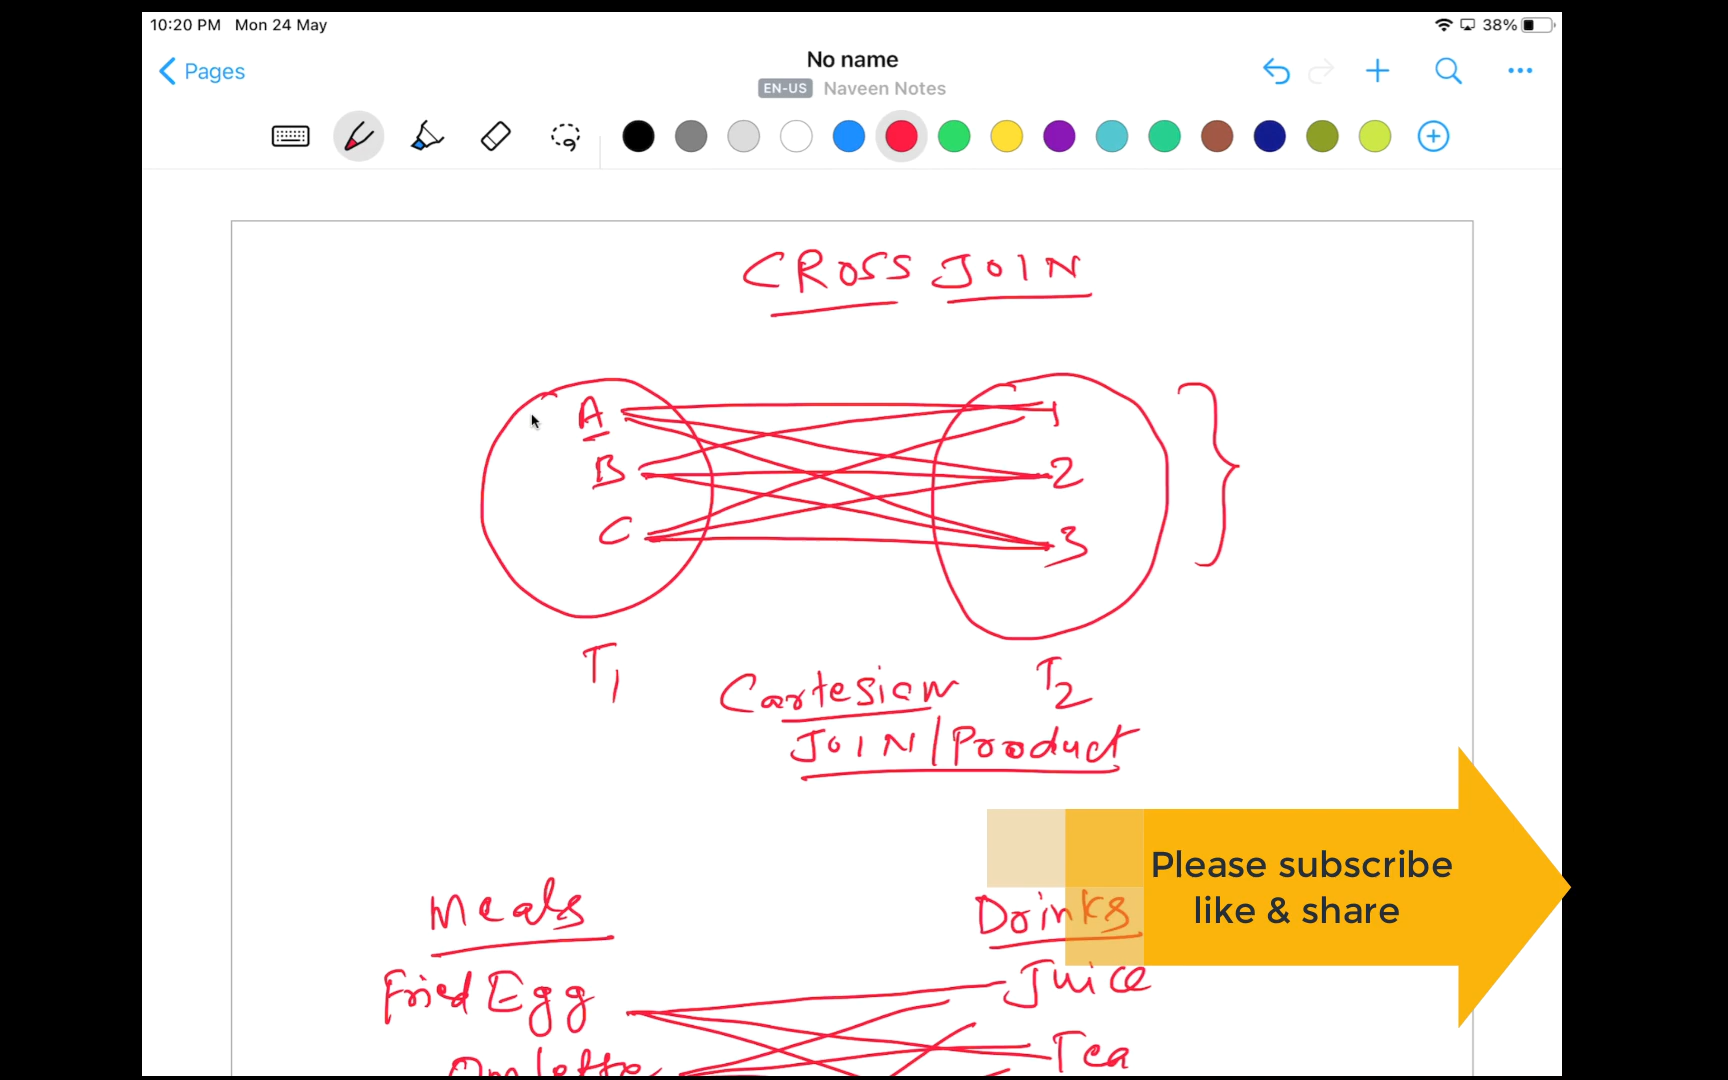 10:20 PM Mon 24 May
38%
Pages
No name
EN-US Naveen Notes
CROSS JOIN
A
1
B
2
C
3
T1
T2
Cartesian
JOIN/Product
Please subscribe
like & share
Meals
Drinks
Fried Egg
Juice
Omlette
Tea